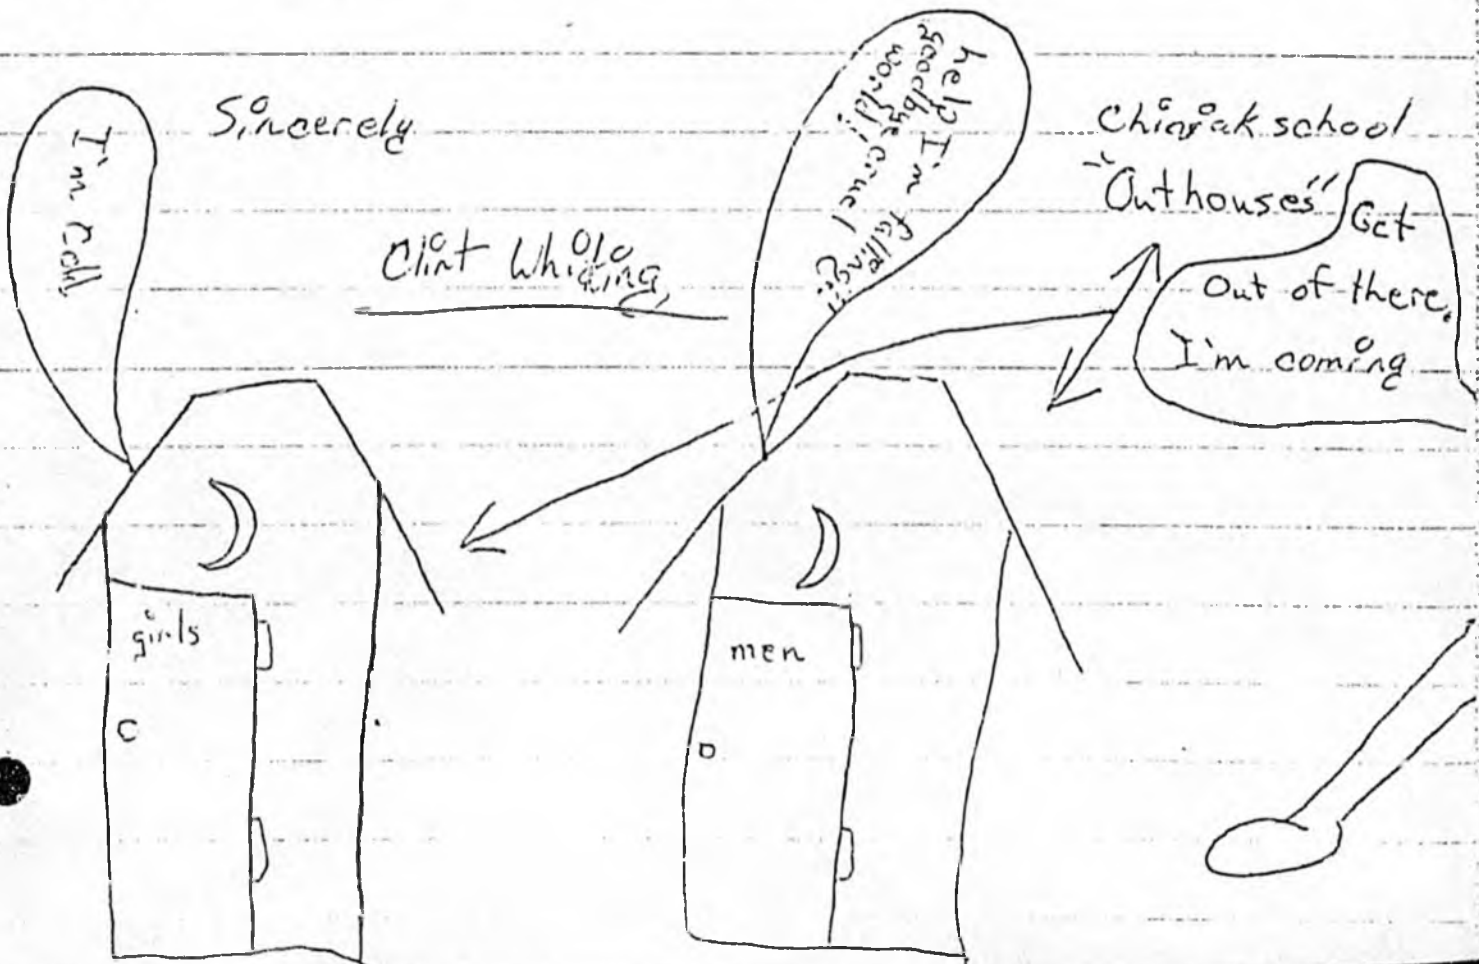 Sincerely
Clint Whiting
I'm Cold
help I'm falling!!
goodbye cruel
world!
Chiniak school
"Outhouses"
Get
Out of there.
I'm coming
girls
men